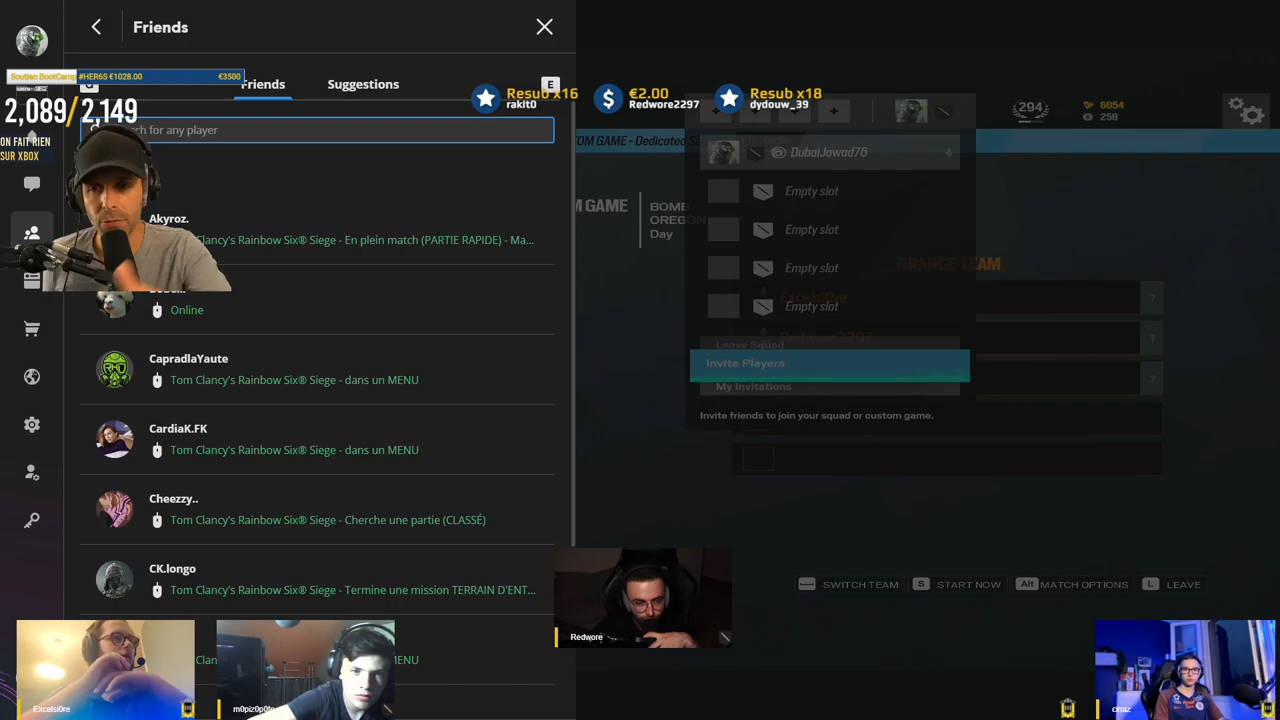 Friends
Soutien BootCamp #HER6S €1028.00 €3500
2,089/2,149
ON FAIT RIEN
SUR XBOX
Friends
Suggestions
E
for any player
Akyroz.
Clancy's Rainbow Six® Siege - En plein match (PARTIE RAPIDE) - Ma...
Online
CapradlaYaute
Tom Clancy's Rainbow Six® Siege - dans un MENU
CardiaK.FK
Tom Clancy's Rainbow Six® Siege - dans un MENU
Cheezzy..
Tom Clancy's Rainbow Six® Siege - Cherche une partie (CLASSÉ)
CK.longo
Tom Clancy's Rainbow Six® Siege - Termine une mission TERRAIN D'ENT...
MENU
Resub x16
rakit0
€2.00
Redwore2297
Resub x18
dydouw_39
294
6054
258
TOM GAME - Dedicated
DubaiJawad76
Empty slot
Empty slot
Empty slot
Empty slot
Leave Squad
Invite Players
My Invitations
Invite friends to join your squad or custom game.
M GAME
BOMB
OREGON
Day
ORANGE TEAM
Excelsi0re
Redwore2297
?
?
?
SWITCH TEAM
S START NOW
Alt MATCH OPTIONS
L LEAVE
Redwore
Excelsi0re
m0piz0p0fe